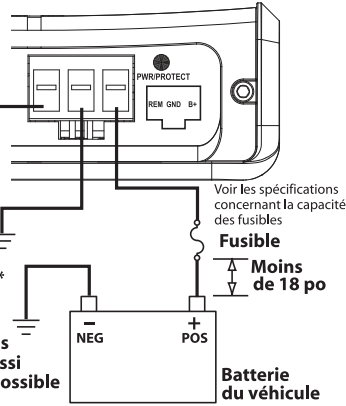 PWR/PROTECT
REM GND B+
Voir les spécifications
concernant la capacité
des fusibles
Fusible
*
Moins
de 18 po
– +
NEG POS
Batterie
du véhicule